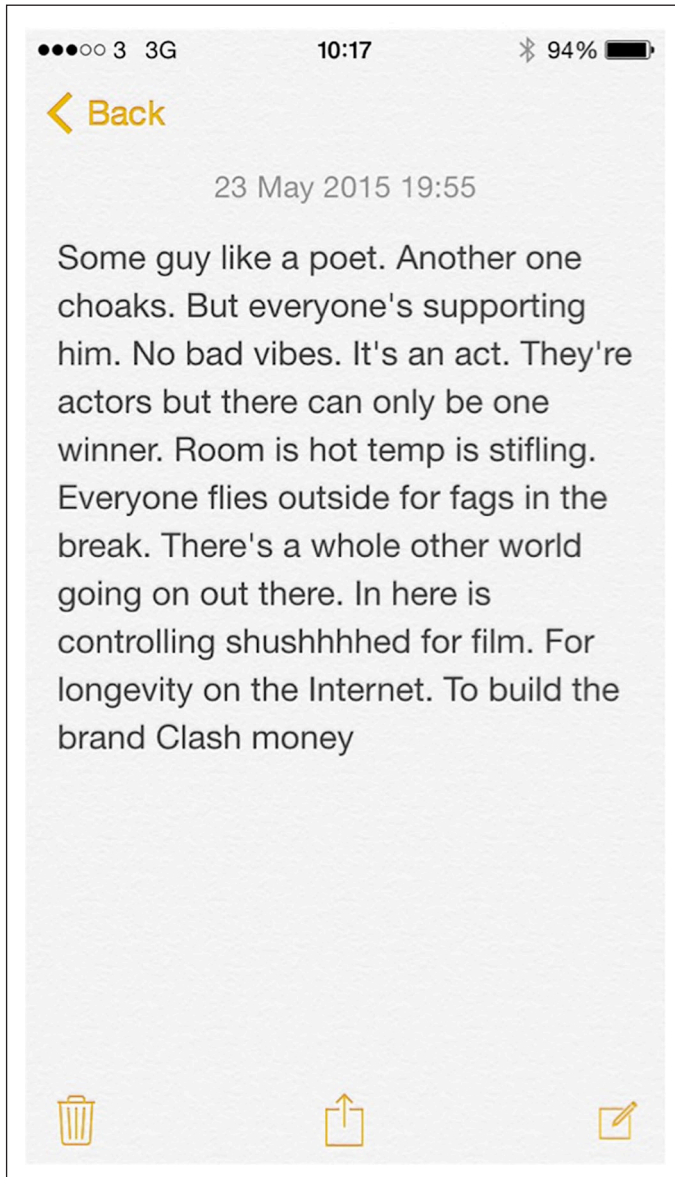 3 3G 10:17 94%
Back
23 May 2015 19:55
Some guy like a poet. Another one
choaks. But everyone's supporting
him. No bad vibes. It's an act. They're
actors but there can only be one
winner. Room is hot temp is stifling.
Everyone flies outside for fags in the
break. There's a whole other world
going on out there. In here is
controlling shushhhhed for film. For
longevity on the Internet. To build the
brand Clash money